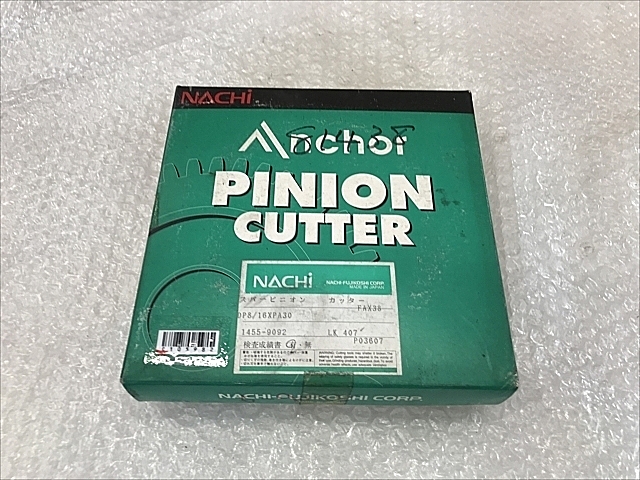 NACHi
Anchor
PINION
CUTTER
NACHi NACHI-FUJIKOSHI CORP.
MADE IN JAPAN
スパーピニオン カッター
FAX38
DP8/16XPA30
1455-9092 LK 407
P03607
検査成績書 有・無
NACHI-FUJIKOSHI CORP.